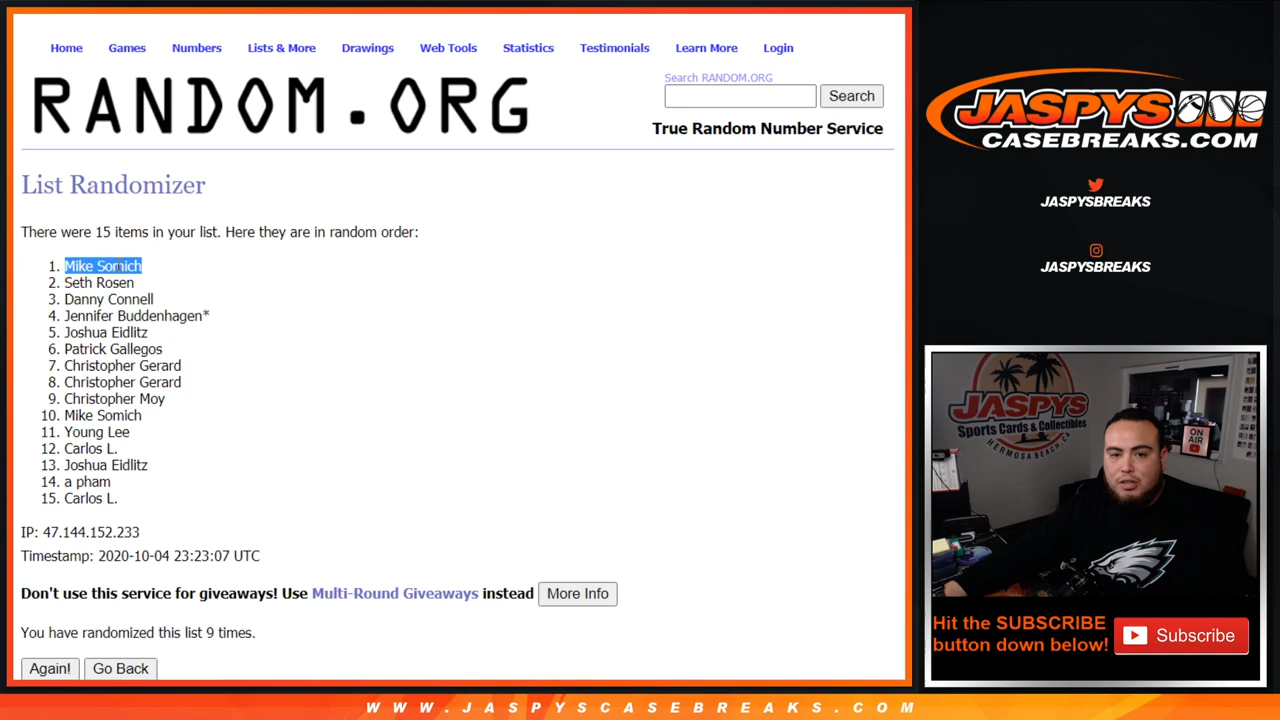 Home Games Numbers Lists & More Drawings Web Tools Statistics Testimonials Learn More Login
RANDOM.ORG
Search RANDOM.ORG
Search
True Random Number Service
List Randomizer
There were 15 items in your list. Here they are in random order:
1. Mike Somich
2. Seth Rosen
3. Danny Connell
4. Jennifer Buddenhagen*
5. Joshua Eidlitz
6. Patrick Gallegos
7. Christopher Gerard
8. Christopher Gerard
9. Christopher Moy
10. Mike Somich
11. Young Lee
12. Carlos L.
13. Joshua Eidlitz
14. a pham
15. Carlos L.
IP: 47.144.152.233
Timestamp: 2020-10-04 23:23:07 UTC
Don't use this service for giveaways! Use Multi-Round Giveaways instead More Info
You have randomized this list 9 times.
Again! Go Back
JASPYS
CASEBREAKS.COM
JASPYSBREAKS
JASPYSBREAKS
JASPYS
Sports Cards & Collectibles
HERMOSA BEACH, CA
ON
AIR
Hit the SUBSCRIBE
button down below!
Subscribe
WWW.JASPYSCASEBREAKS.COM